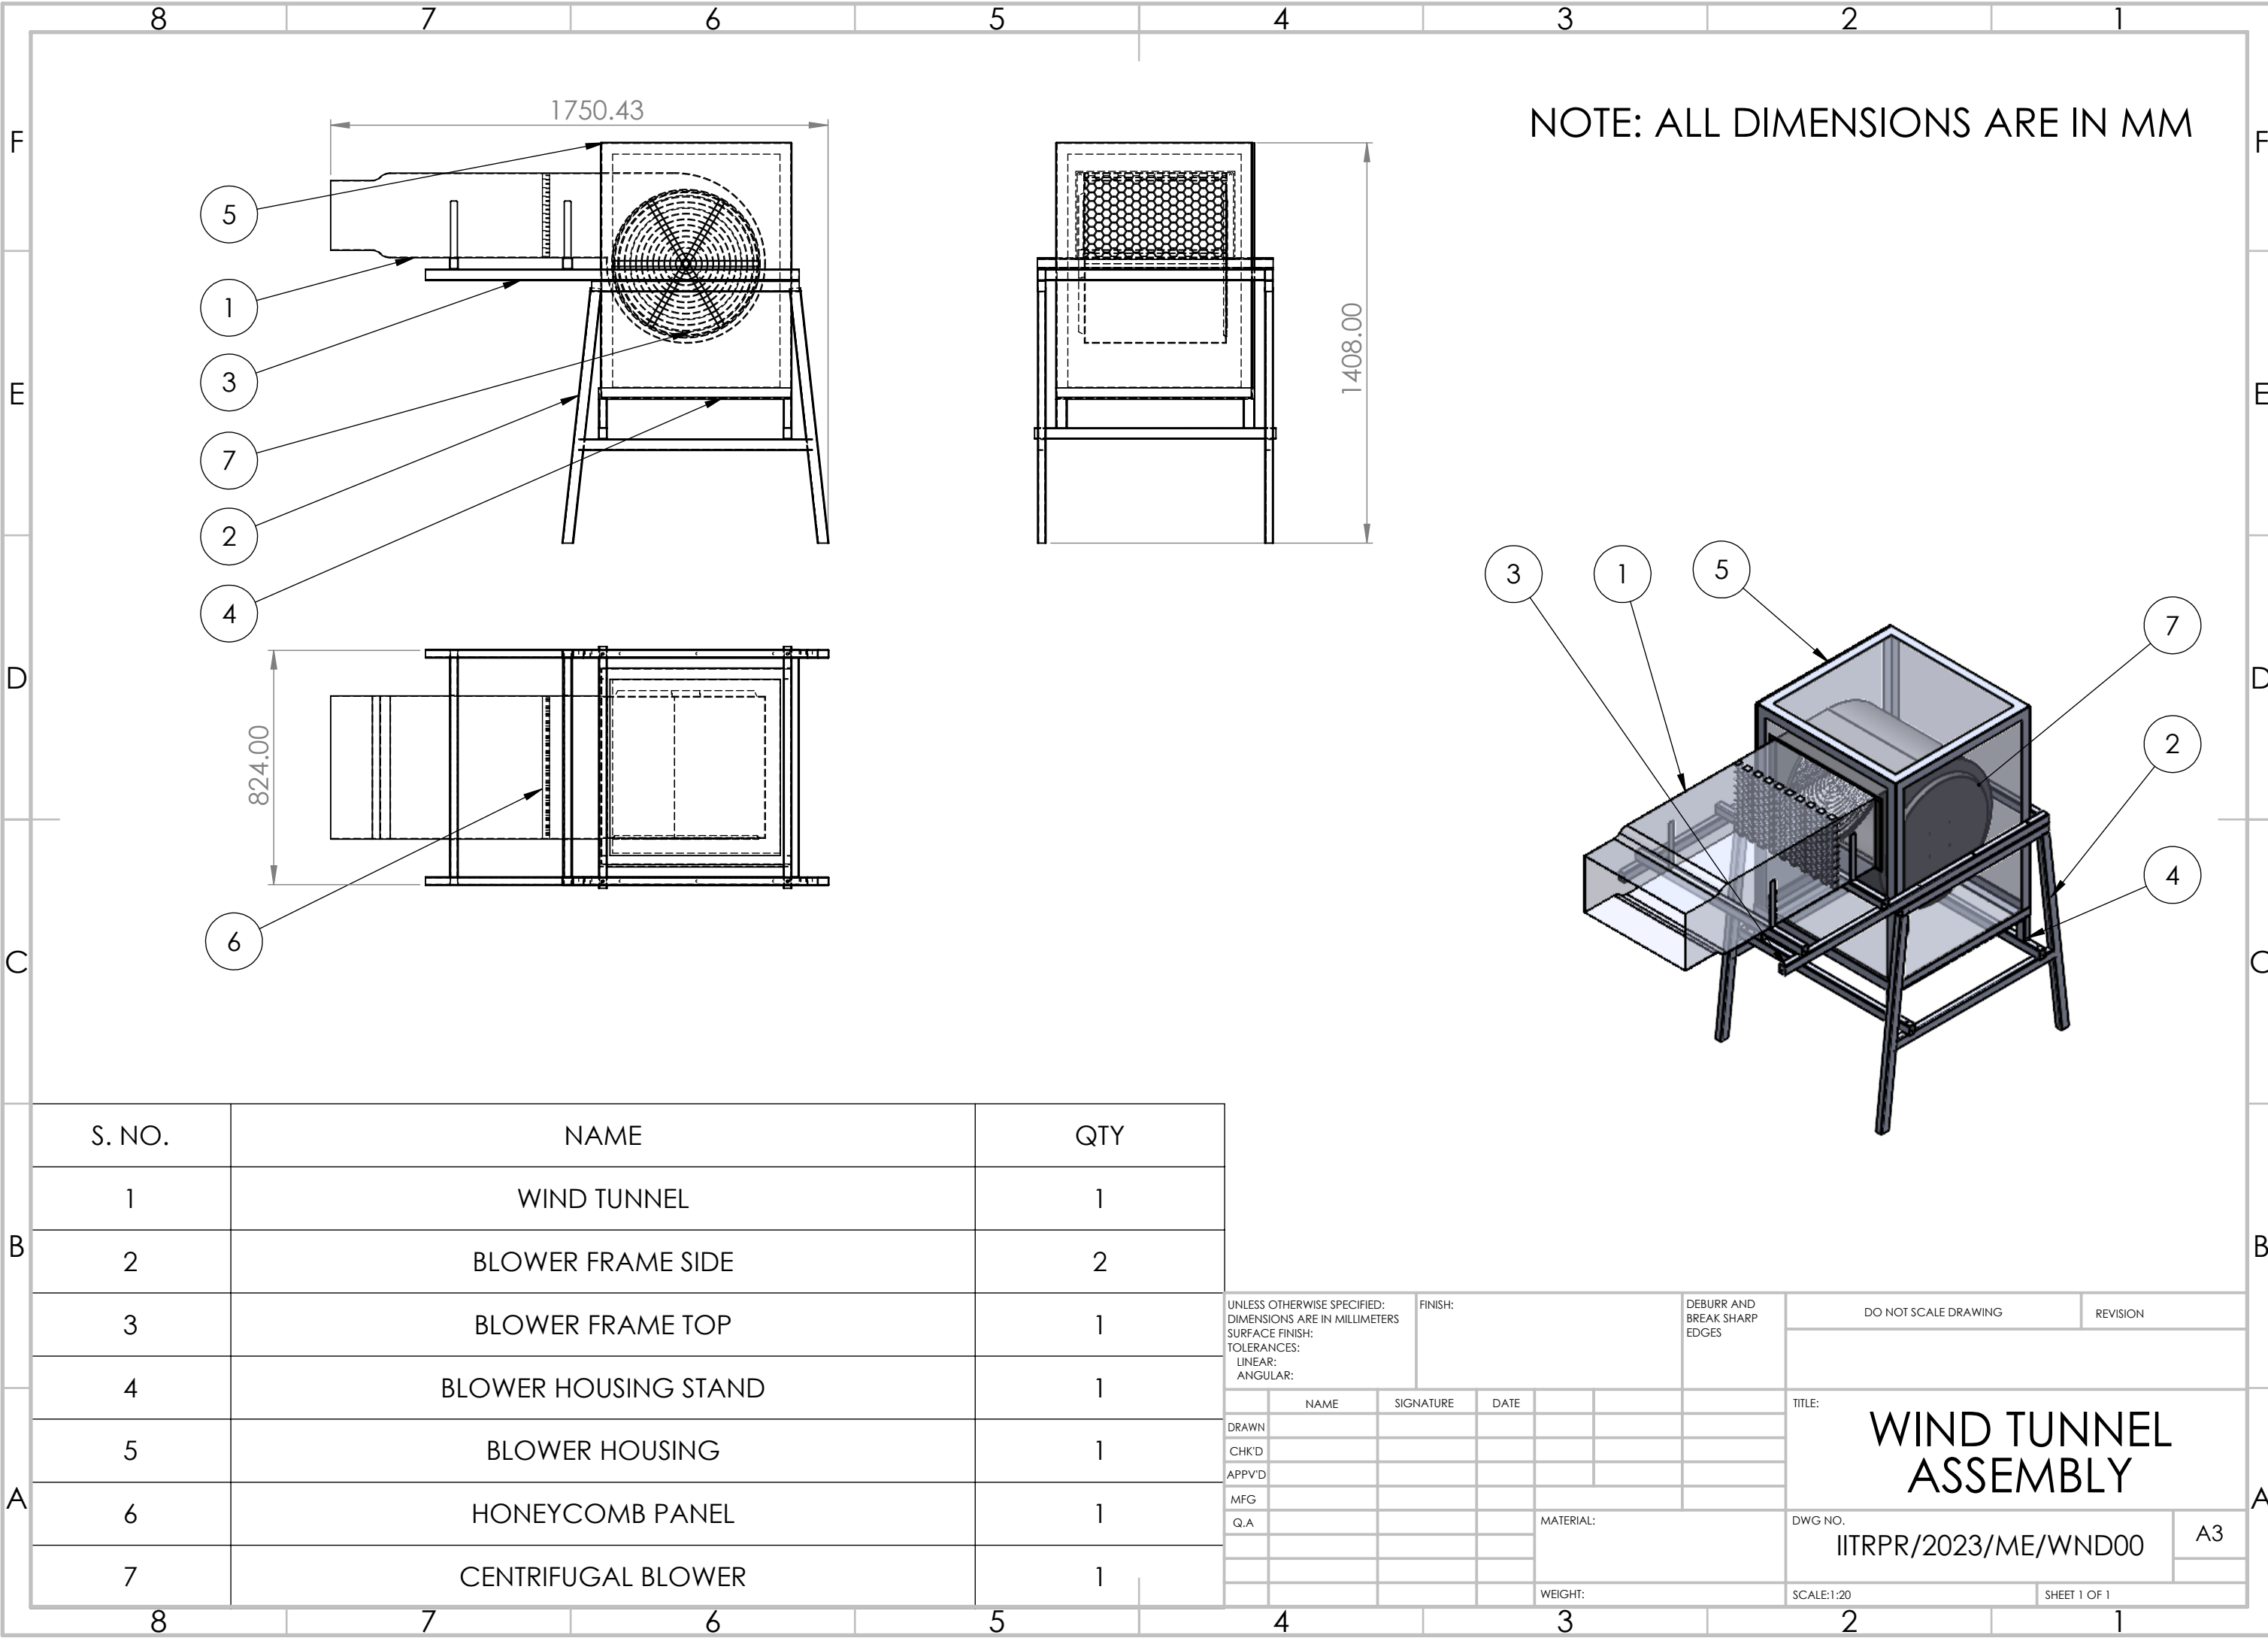 8 7 6 5 4 3 2 1
F F
E E
D D
C C
B B
A A
1750.43
NOTE: ALL DIMENSIONS ARE IN MM
5
1
3
7
2
4
1408.00
824.00
6
3 1 5
7
2
4
S. NO. NAME QTY
1 WIND TUNNEL 1
2 BLOWER FRAME SIDE 2
3 BLOWER FRAME TOP 1
4 BLOWER HOUSING STAND 1
5 BLOWER HOUSING 1
6 HONEYCOMB PANEL 1
7 CENTRIFUGAL BLOWER 1
UNLESS OTHERWISE SPECIFIED:
DIMENSIONS ARE IN MILLIMETERS
SURFACE FINISH:
TOLERANCES:
LINEAR:
ANGULAR:
FINISH:
DEBURR AND
BREAK SHARP
EDGES
DO NOT SCALE DRAWING
REVISION
NAME SIGNATURE DATE
DRAWN
CHK'D
APPV'D
MFG
Q.A
MATERIAL:
WEIGHT:
TITLE:
WIND TUNNEL
ASSEMBLY
DWG NO.
IITRPR/2023/ME/WND00
A3
SCALE:1:20
SHEET 1 OF 1
8 7 6 5 4 3 2 1